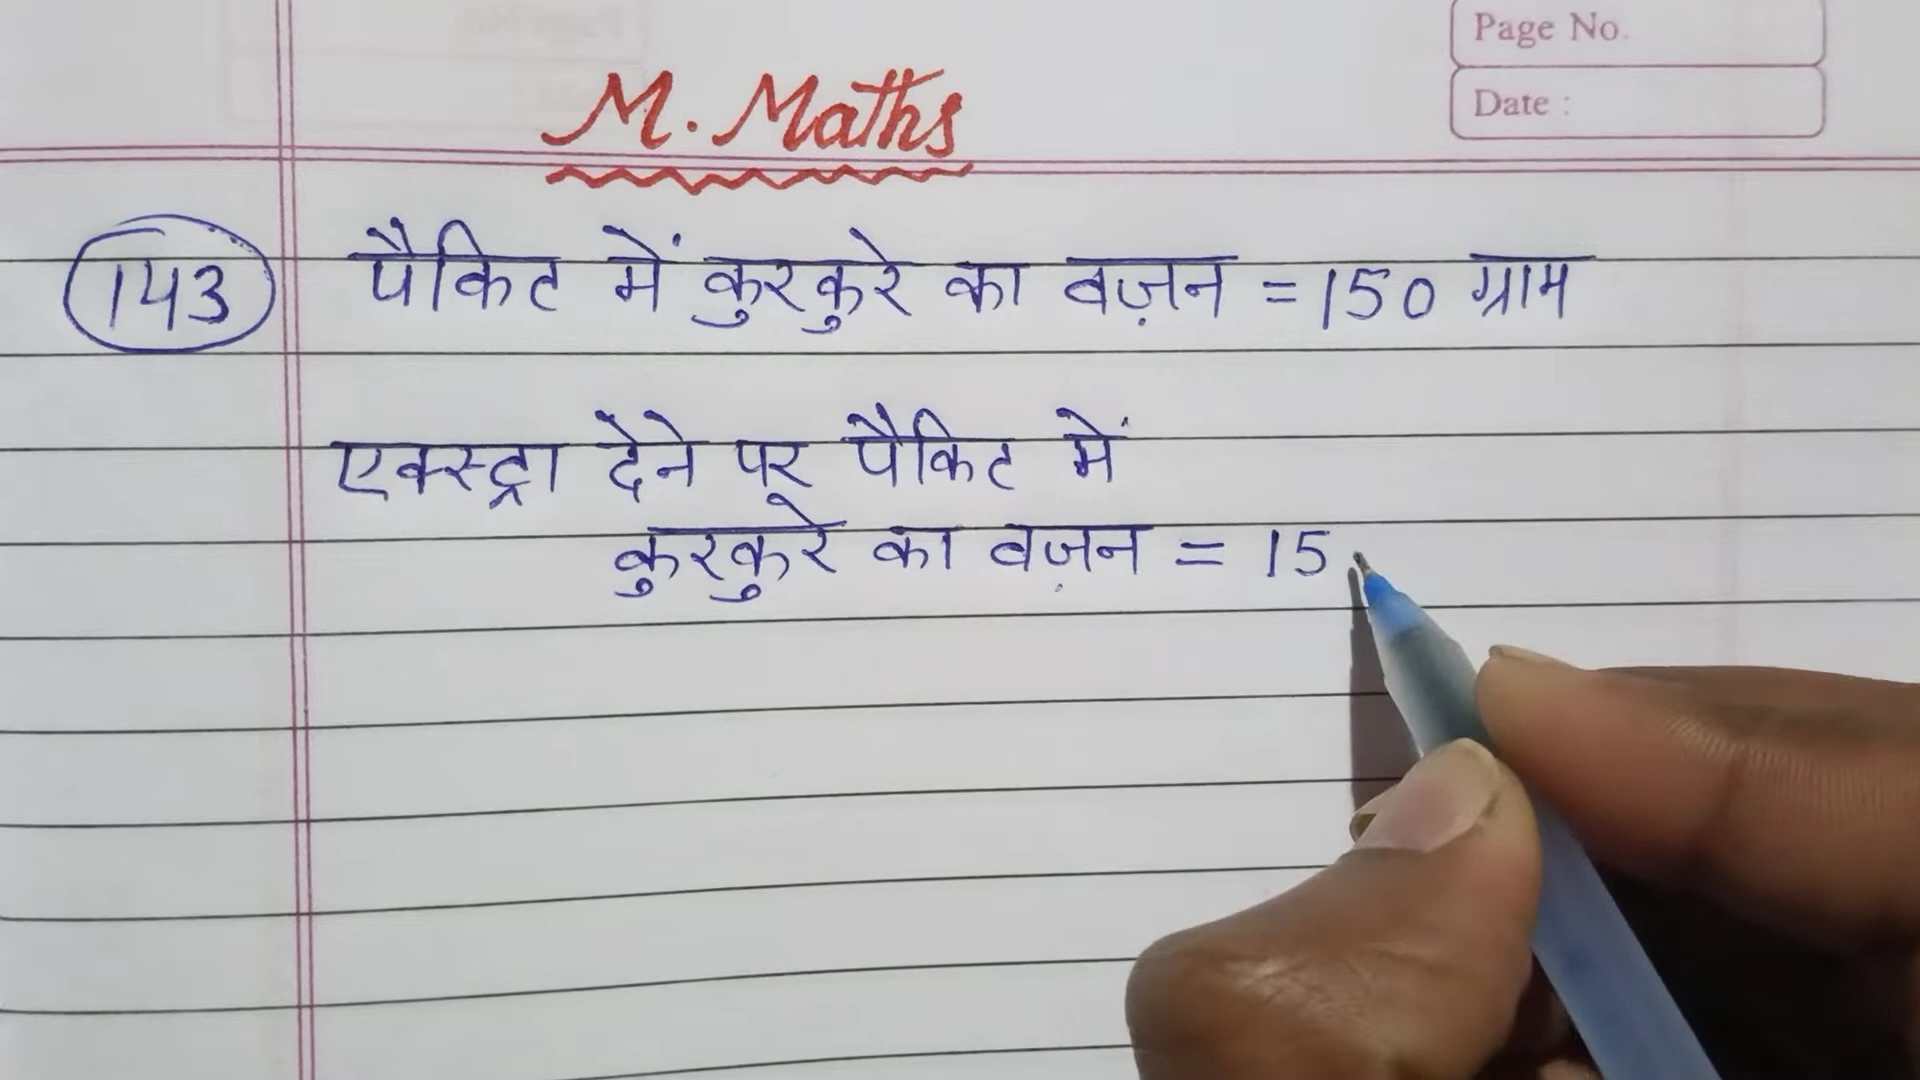 Page No.
Date :
M. Maths
143 पैकिट में कुरकुरे का वज़न = 150 ग्राम
एक्स्ट्रा देने पर पैकिट में
कुरकुरे का वज़न = 15